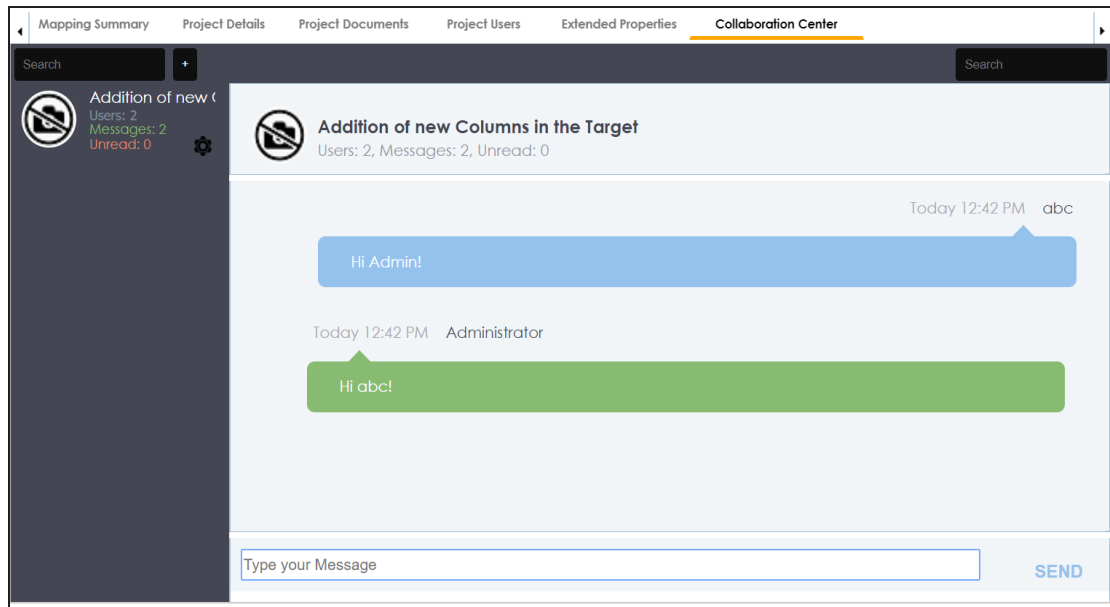 Mapping Summary Project Details Project Documents Project Users Extended Properties Collaboration Center
Search + Search
Addition of new (
Users: 2
Messages: 2
Unread: 0
Addition of new Columns in the Target
Users: 2, Messages: 2, Unread: 0
Today 12:42 PM abc
Hi Admin!
Today 12:42 PM Administrator
Hi abc!
Type your Message
SEND